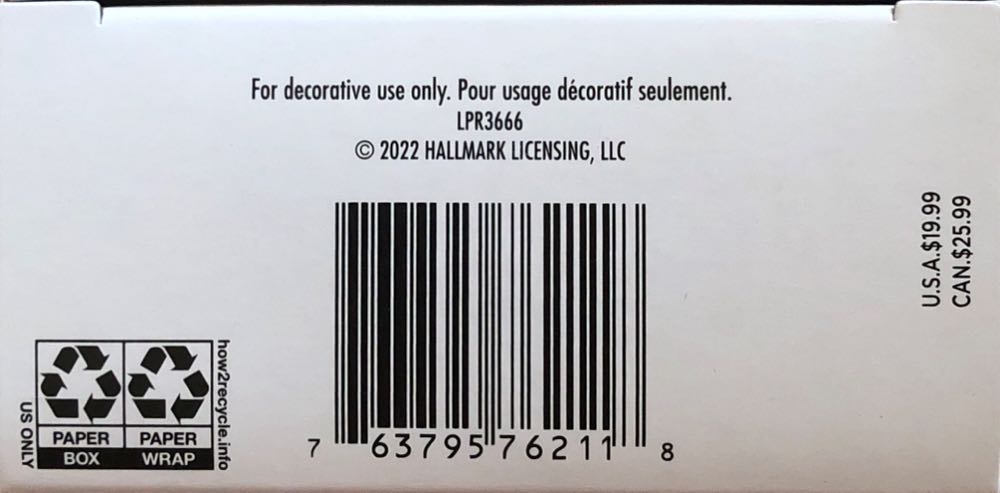 For decorative use only. Pour usage décoratif seulement.
LPR3666
© 2022 HALLMARK LICENSING, LLC
U.S.A.$19.99
CAN.$25.99
7 63795 76211 8
how2recycle.info
US ONLY
PAPER PAPER
BOX WRAP